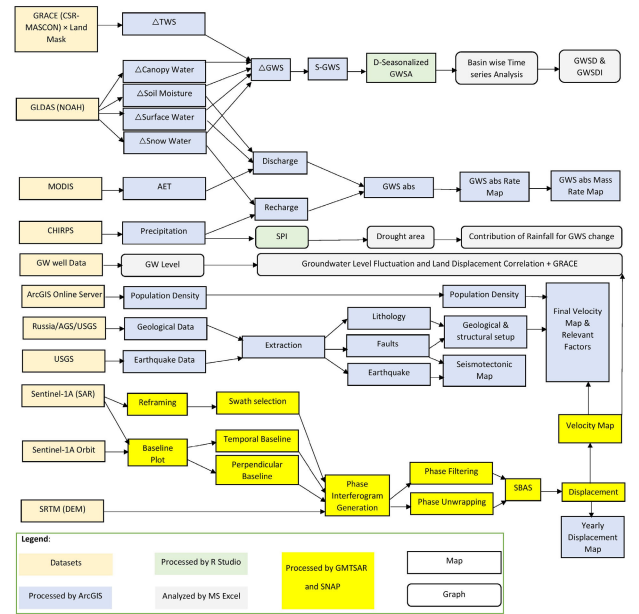 GRACE (CSR-
MASCON) × Land
Mask
△TWS
△Canopy Water
△Soil Moisture
△Surface Water
△Snow Water
GLDAS (NOAH)
△GWS
S-GWS
D-Seasonalized
GWSA
Basin wise Time
series Analysis
GWSD &
GWSDI
Discharge
Recharge
MODIS
AET
GWS abs
GWS abs Rate
Map
GWS abs Mass
Rate Map
CHIRPS
Precipitation
SPI
Drought area
Contribution of Rainfall for GWS change
GW well Data
GW Level
Groundwater Level Fluctuation and Land Displacement Correlation + GRACE
ArcGIS Online Server
Population Density
Population Density
Russia/AGS/USGS
Geological Data
USGS
Earthquake Data
Extraction
Lithology
Faults
Earthquake
Geological &
structural setup
Seismotectonic
Map
Final Velocity
Map &
Relevant
Factors
Sentinel-1A (SAR)
Reframing
Swath selection
Sentinel-1A Orbit
Baseline
Plot
Temporal Baseline
Perpendicular
Baseline
Phase
Interferogram
Generation
Phase Filtering
Phase Unwrapping
SBAS
Velocity Map
Displacement
Yearly
Displacement
Map
SRTM (DEM)
Legend:
Datasets
Processed by R Studio
Processed by GMTSAR
and SNAP
Map
Processed by ArcGIS
Analyzed by MS Excel
Graph